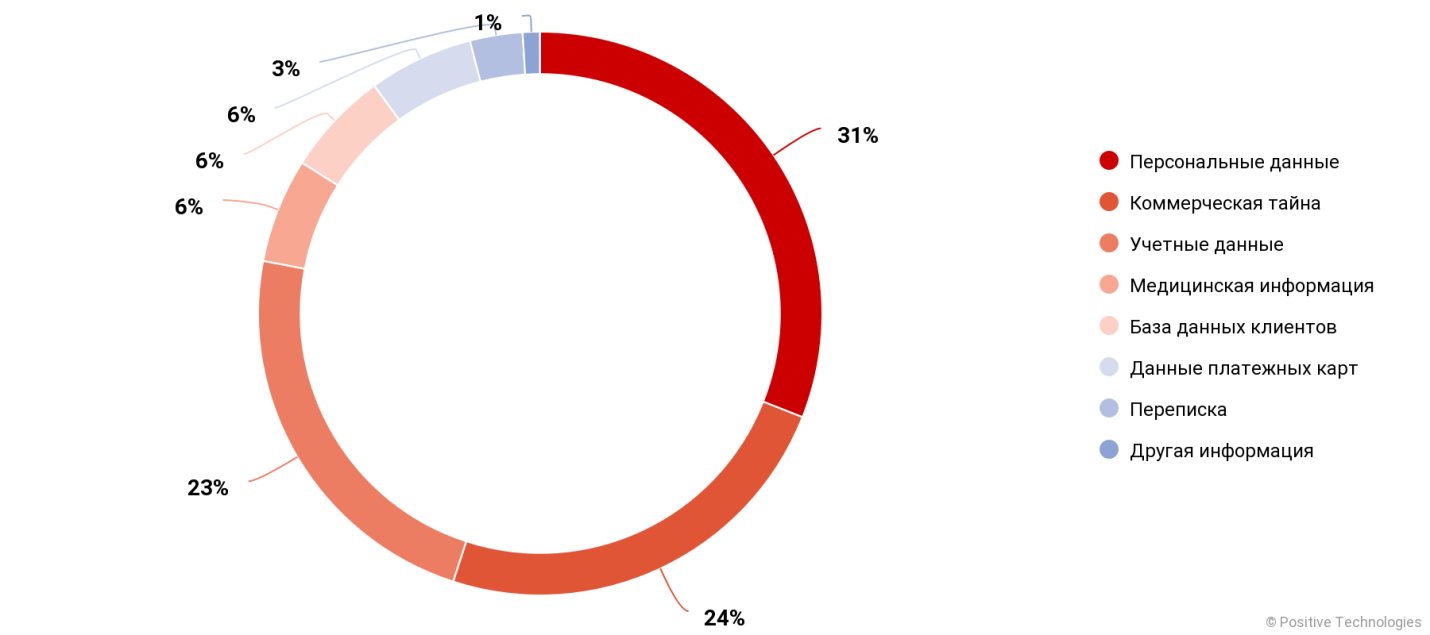 1%
3%
6%
6%
6%
23%
24%
31%
Персональные данные
Коммерческая тайна
Учетные данные
Медицинская информация
База данных клиентов
Данные платежных карт
Переписка
Другая информация
© Positive Technologies